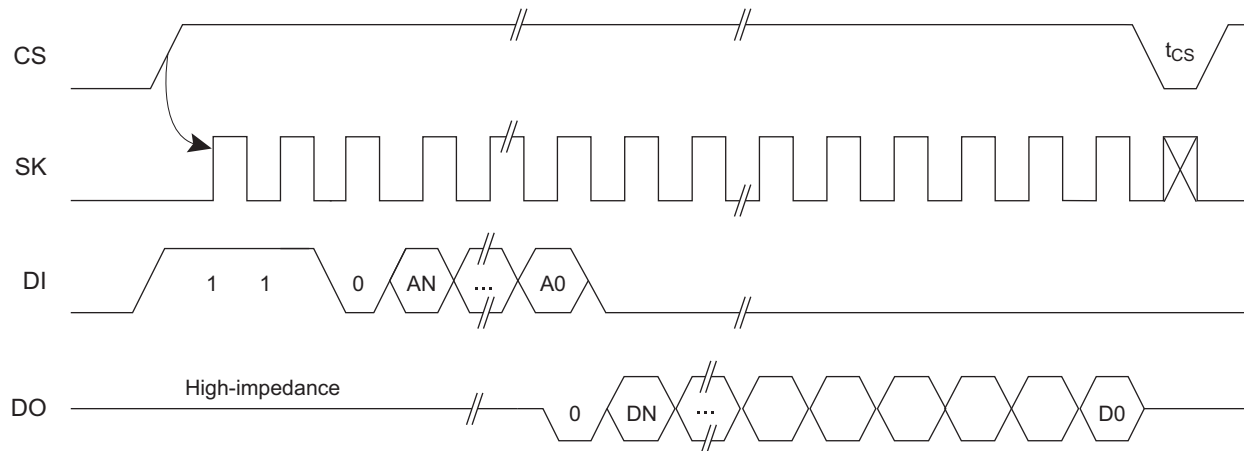 CS
tCS
SK
DI
1 1 0 AN ... A0
High-impedance
DO
0 DN ... D0